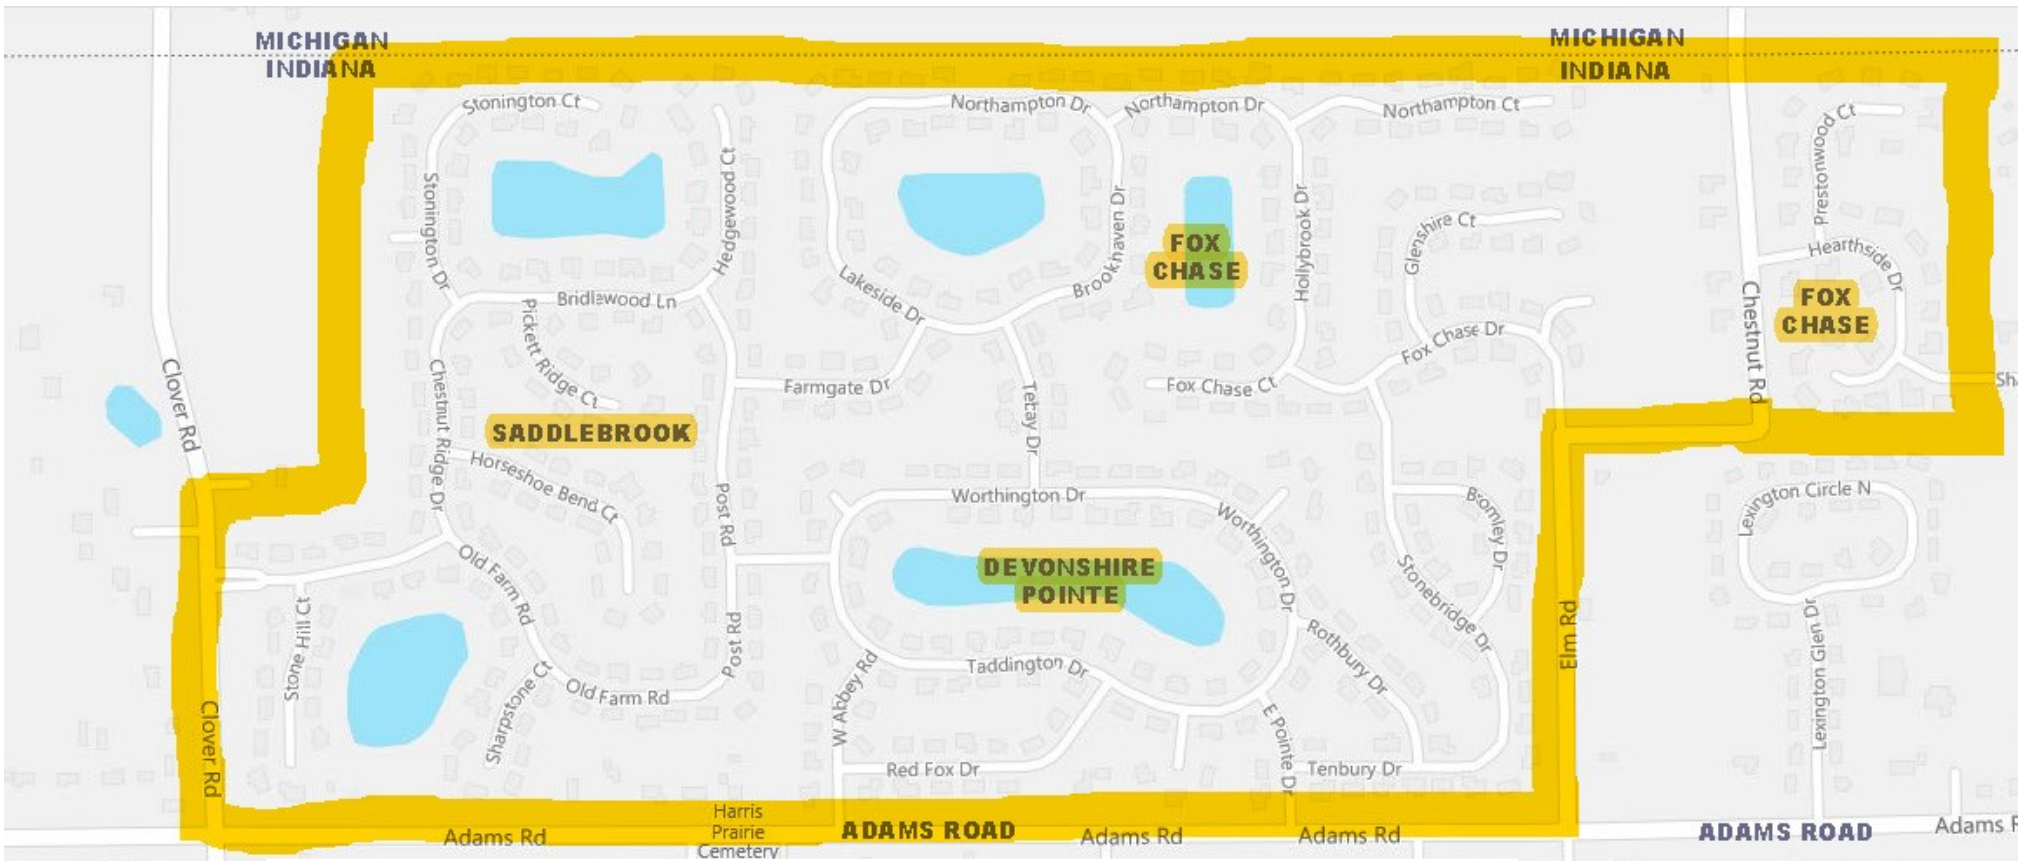 MICHIGAN
INDIANA
MICHIGAN
INDIANA
Stonington Ct
Northampton Dr
Northampton Dr
Northampton Ct
Prestonwood Ct
Hedgewood Ct
Stonington Dr
Brookhaven Dr
Hollybrook Dr
Glenshire Ct
FOX
CHASE
Hearthside Dr
Lakeside Dr
Bridlewood Ln
Pickett Ridge Ct
Chestnut Rd
FOX
CHASE
Fox Chase Dr
Clover Rd
Chestnut Ridge Dr
Farmgate Dr
Tebay Dr
Fox Chase Ct
SADDLEBROOK
Horseshoe Bend Ct
Post Rd
Worthington Dr
Worthington Dr
Bromley Dr
Lexington Circle N
Old Farm Rd
DEVONSHIRE
POINTE
Stonebridge Dr
Elm Rd
Stone Hill Ct
Post Rd
Rothbury Dr
Lexington Glen Dr
Taddington Dr
W Abbey Rd
Old Farm Rd
Sharpstone Ct
Clover Rd
E Pointe Dr
Red Fox Dr
Tenbury Dr
Harris
Prairie
Cemetery
Adams Rd
ADAMS ROAD
Adams Rd
Adams Rd
ADAMS ROAD
Adams